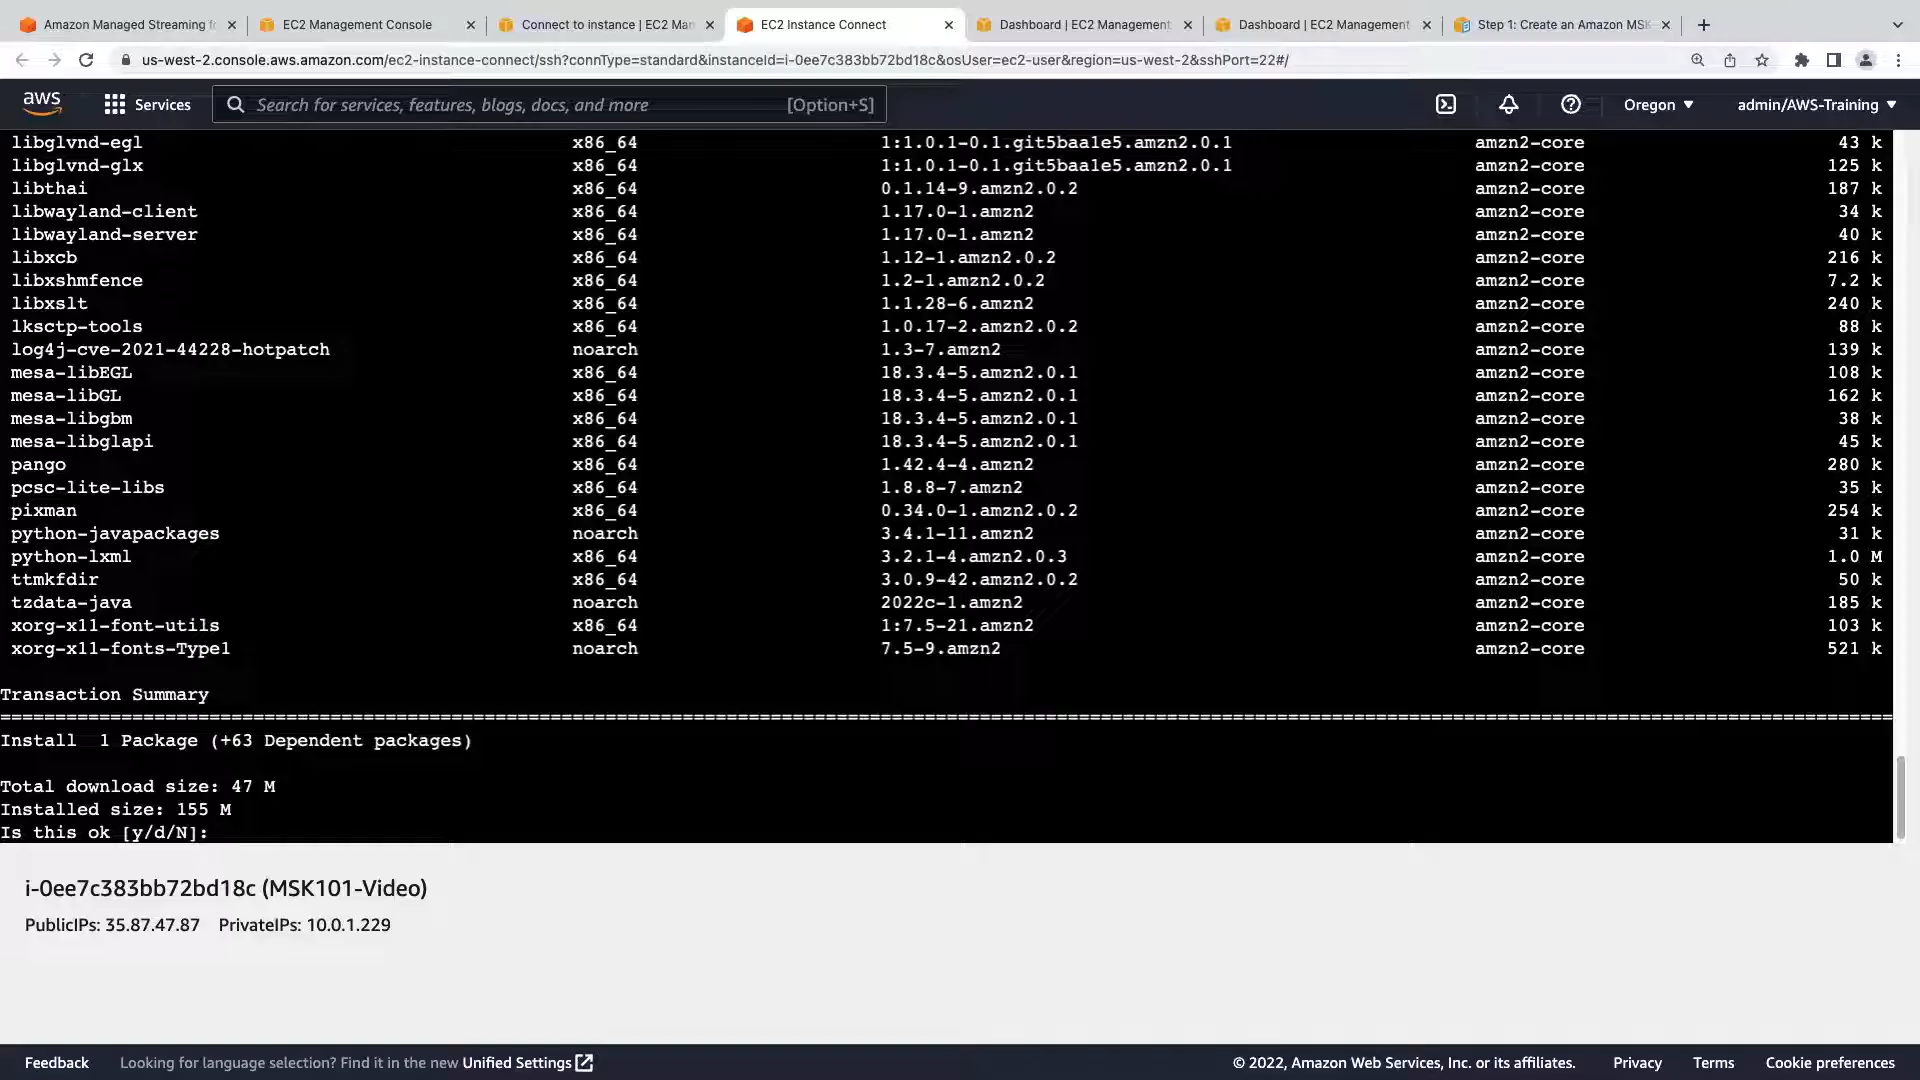 Amazon Managed Streaming fo
EC2 Management Console
Connect to instance | EC2 Man
EC2 Instance Connect
Dashboard | EC2 Management
Dashboard | EC2 Management
Step 1: Create an Amazon MSK
us-west-2.console.aws.amazon.com/ec2-instance-connect/ssh?connType=standard&instanceId=i-0ee7c383bb72bd18c&osUser=ec2-user&region=us-west-2&sshPort=22#/
aws Services Search for services, features, blogs, docs, and more [Option+S] Oregon admin/AWS-Training
libglvnd-egl x86_64 1:1.0.1-0.1.git5baa1e5.amzn2.0.1 amzn2-core 43 k
libglvnd-glx x86_64 1:1.0.1-0.1.git5baa1e5.amzn2.0.1 amzn2-core 125 k
libthai x86_64 0.1.14-9.amzn2.0.2 amzn2-core 187 k
libwayland-client x86_64 1.17.0-1.amzn2 amzn2-core 34 k
libwayland-server x86_64 1.17.0-1.amzn2 amzn2-core 40 k
libxcb x86_64 1.12-1.amzn2.0.2 amzn2-core 216 k
libxshmfence x86_64 1.2-1.amzn2.0.2 amzn2-core 7.2 k
libxslt x86_64 1.1.28-6.amzn2 amzn2-core 240 k
lksctp-tools x86_64 1.0.17-2.amzn2.0.2 amzn2-core 88 k
log4j-cve-2021-44228-hotpatch noarch 1.3-7.amzn2 amzn2-core 139 k
mesa-libEGL x86_64 18.3.4-5.amzn2.0.1 amzn2-core 108 k
mesa-libGL x86_64 18.3.4-5.amzn2.0.1 amzn2-core 162 k
mesa-libgbm x86_64 18.3.4-5.amzn2.0.1 amzn2-core 38 k
mesa-libglapi x86_64 18.3.4-5.amzn2.0.1 amzn2-core 45 k
pango x86_64 1.42.4-4.amzn2 amzn2-core 280 k
pcsc-lite-libs x86_64 1.8.8-7.amzn2 amzn2-core 35 k
pixman x86_64 0.34.0-1.amzn2.0.2 amzn2-core 254 k
python-javapackages noarch 3.4.1-11.amzn2 amzn2-core 31 k
python-lxml x86_64 3.2.1-4.amzn2.0.3 amzn2-core 1.0 M
ttmkfdir x86_64 3.0.9-42.amzn2.0.2 amzn2-core 50 k
tzdata-java noarch 2022c-1.amzn2 amzn2-core 185 k
xorg-x11-font-utils x86_64 1:7.5-21.amzn2 amzn2-core 103 k
xorg-x11-fonts-Type1 noarch 7.5-9.amzn2 amzn2-core 521 k
Transaction Summary
Install 1 Package (+63 Dependent packages)
Total download size: 47 M
Installed size: 155 M
Is this ok [y/d/N]:
i-0ee7c383bb72bd18c (MSK101-Video)
PublicIPs: 35.87.47.87 PrivateIPs: 10.0.1.229
Feedback Looking for language selection? Find it in the new Unified Settings © 2022, Amazon Web Services, Inc. or its affiliates. Privacy Terms Cookie preferences